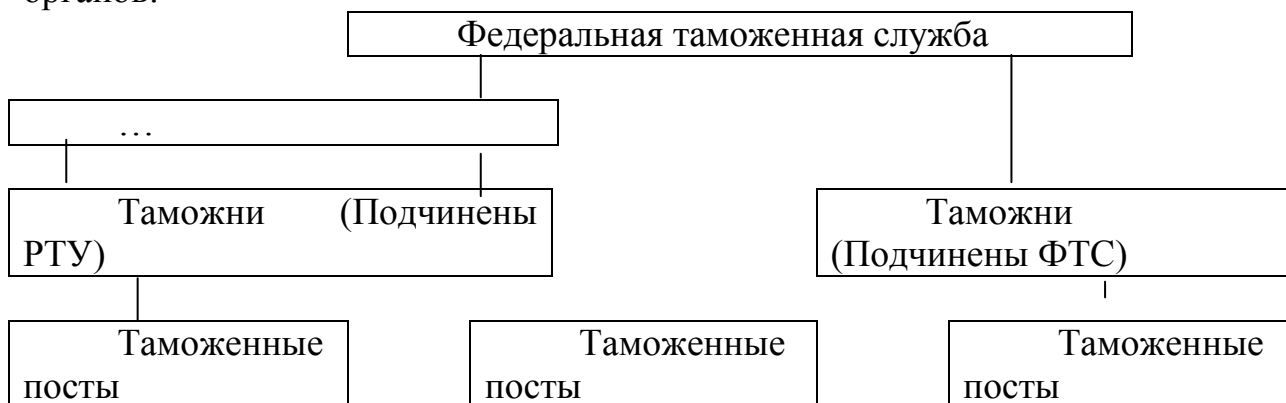 органов.
Федеральная таможенная служба
…
Таможни (Подчинены
РТУ)
Таможни
(Подчинены ФТС)
Таможенные
посты
Таможенные
посты
Таможенные
посты